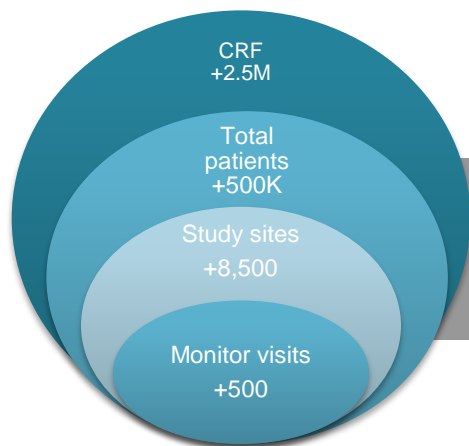 CRF
+2.5M
Total
patients
+500K
Study sites
+8,500
Monitor visits
+500